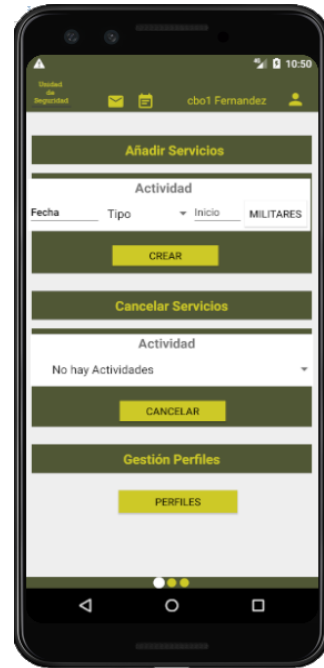 10:50
Unidad
de
Seguridad
cbo1 Fernandez
Añadir Servicios
Actividad
Fecha Tipo Inicio MILITARES
CREAR
Cancelar Servicios
Actividad
No hay Actividades
CANCELAR
Gestión Perfiles
PERFILES